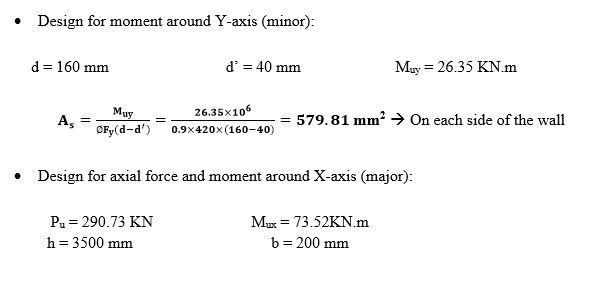 • Design for moment around Y-axis (minor):
d = 160 mm d’ = 40 mm Muy = 26.35 KN.m
As = Muy / ØFy(d−d′) = 26.35×10⁶ / 0.9×420×(160−40) = 579.81 mm² → On each side of the wall
• Design for axial force and moment around X-axis (major):
Pu = 290.73 KN Mux = 73.52KN.m
h = 3500 mm b = 200 mm